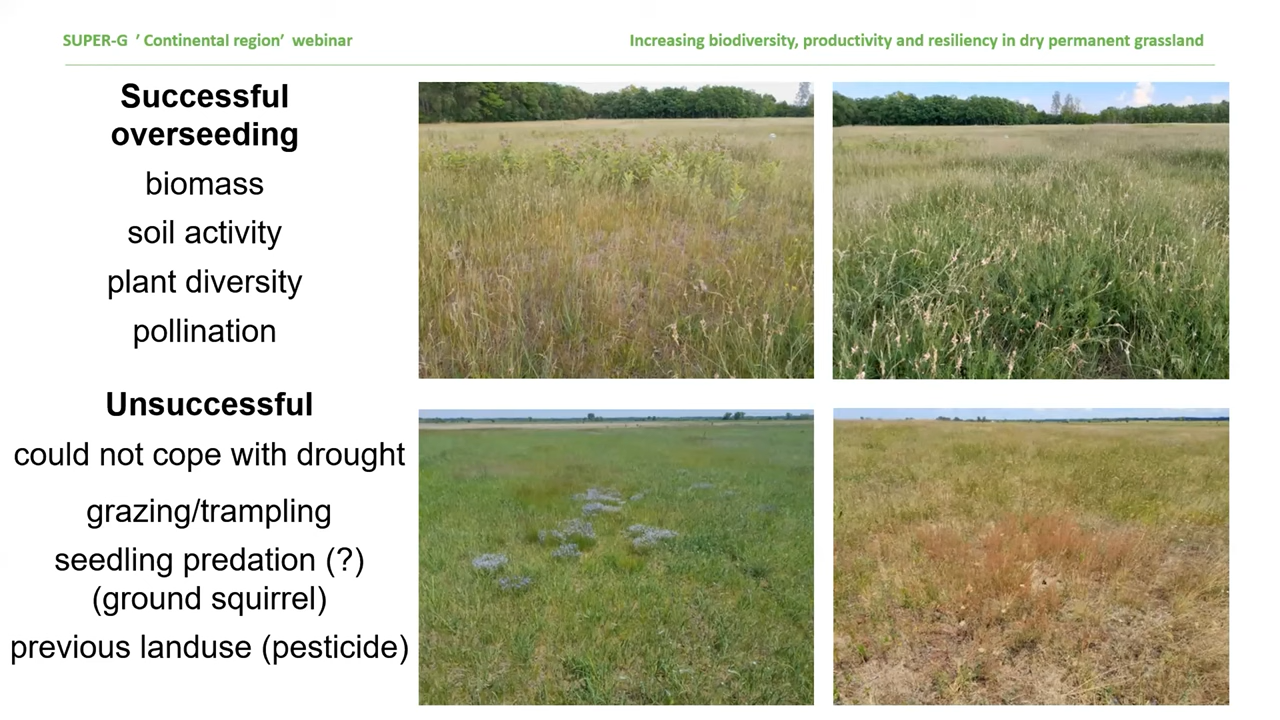 SUPER-G ' Continental region' webinar
Increasing biodiversity, productivity and resiliency in dry permanent grassland
Successful
overseeding
biomass
soil activity
plant diversity
pollination
Unsuccessful
could not cope with drought
grazing/trampling
seedling predation (?)
(ground squirrel)
previous landuse (pesticide)